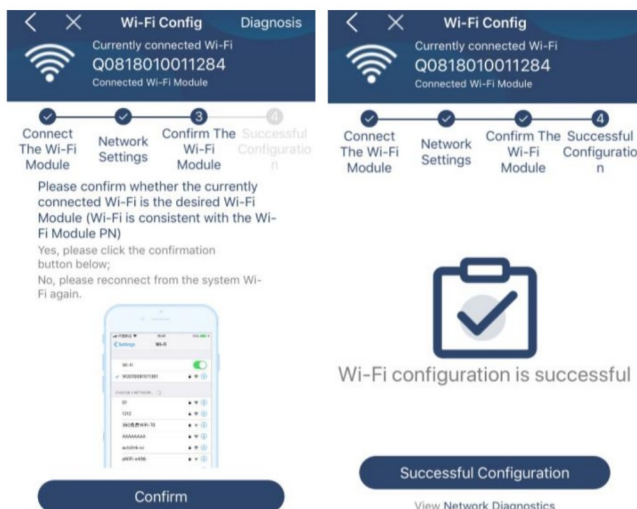 Wi-Fi Config
Diagnosis
Currently connected Wi-Fi
Q0818010011284
Connected Wi-Fi Module
3
4
Connect
The Wi-Fi
Module
Network
Settings
Confirm The
Wi-Fi
Module
Successful
Configuratio
n
Please confirm whether the currently
connected Wi-Fi is the desired Wi-Fi
Module (Wi-Fi is consistent with the Wi-
Fi Module PN)
Yes, please click the confirmation
button below;
No, please reconnect from the system Wi-
Fi again.
Settings
Wi-Fi
Wi-Fi
1212
AAAAAAAA
Confirm
Wi-Fi Config
Currently connected Wi-Fi
Q0818010011284
Connected Wi-Fi Module
4
Connect
The Wi-Fi
Module
Network
Settings
Confirm The
Wi-Fi
Module
Successful
Configuratio
n
Wi-Fi configuration is successful
Successful Configuration
View Network Diagnostics